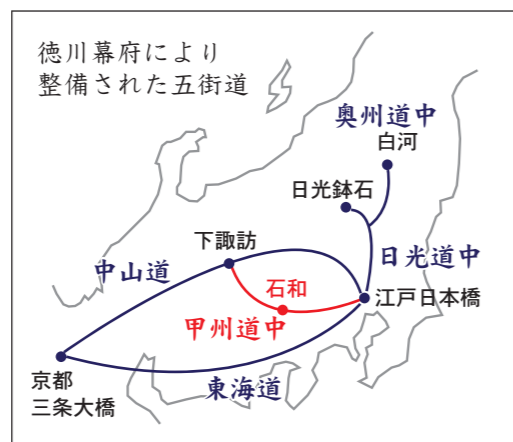 徳川幕府により
整備された五街道
奥州道中
白河
日光鉢石
日光道中
下諏訪
中山道
石和
江戸日本橋
甲州道中
東海道
京都
三条大橋